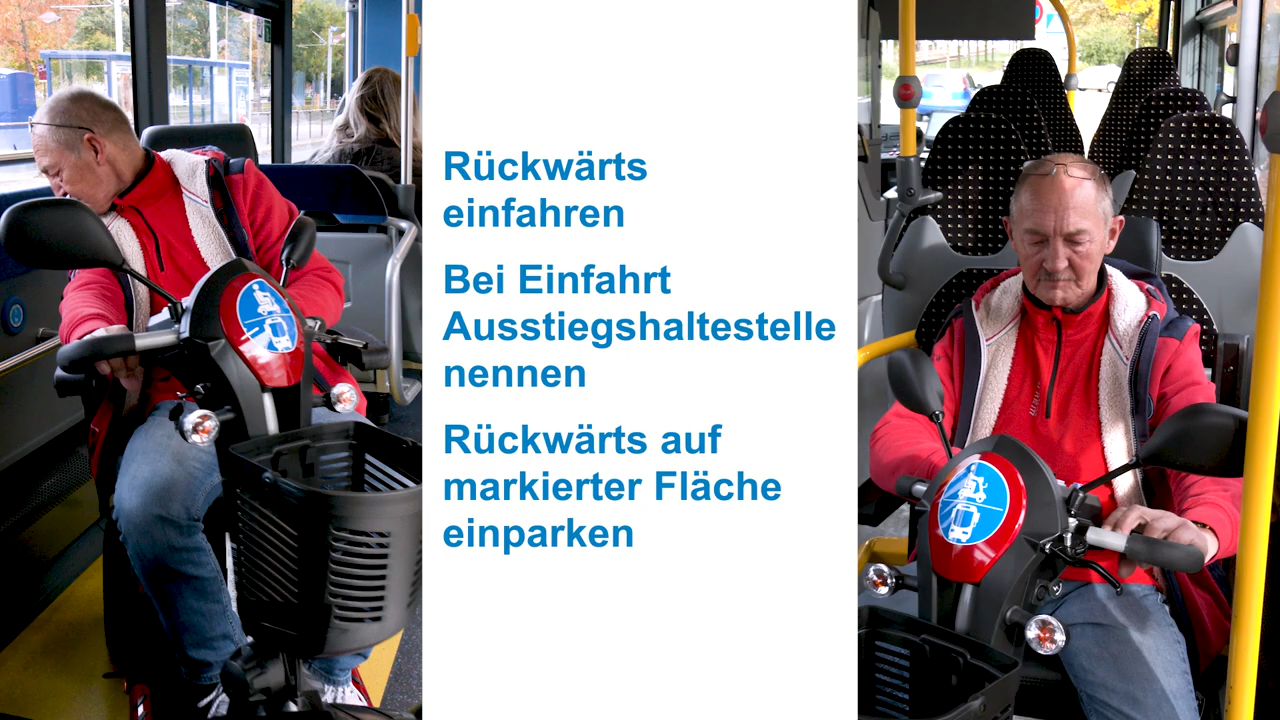 Rückwärts
einfahren
Bei Einfahrt
Ausstiegshaltestelle
nennen
Rückwärts auf
markierter Fläche
einparken